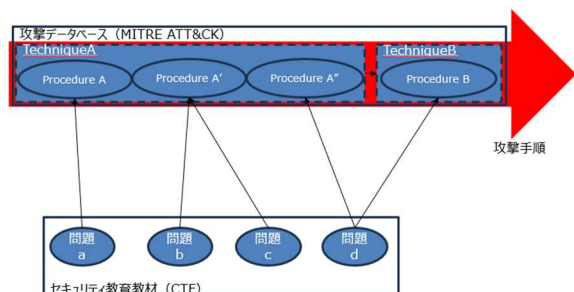 攻撃データベース（MITRE ATT&CK）
TechniqueA
TechniqueB
Procedure A
Procedure A’
Procedure A”
Procedure B
攻撃手順
問題
a
問題
b
問題
c
問題
d
セキュリティ教育教材（CTF）